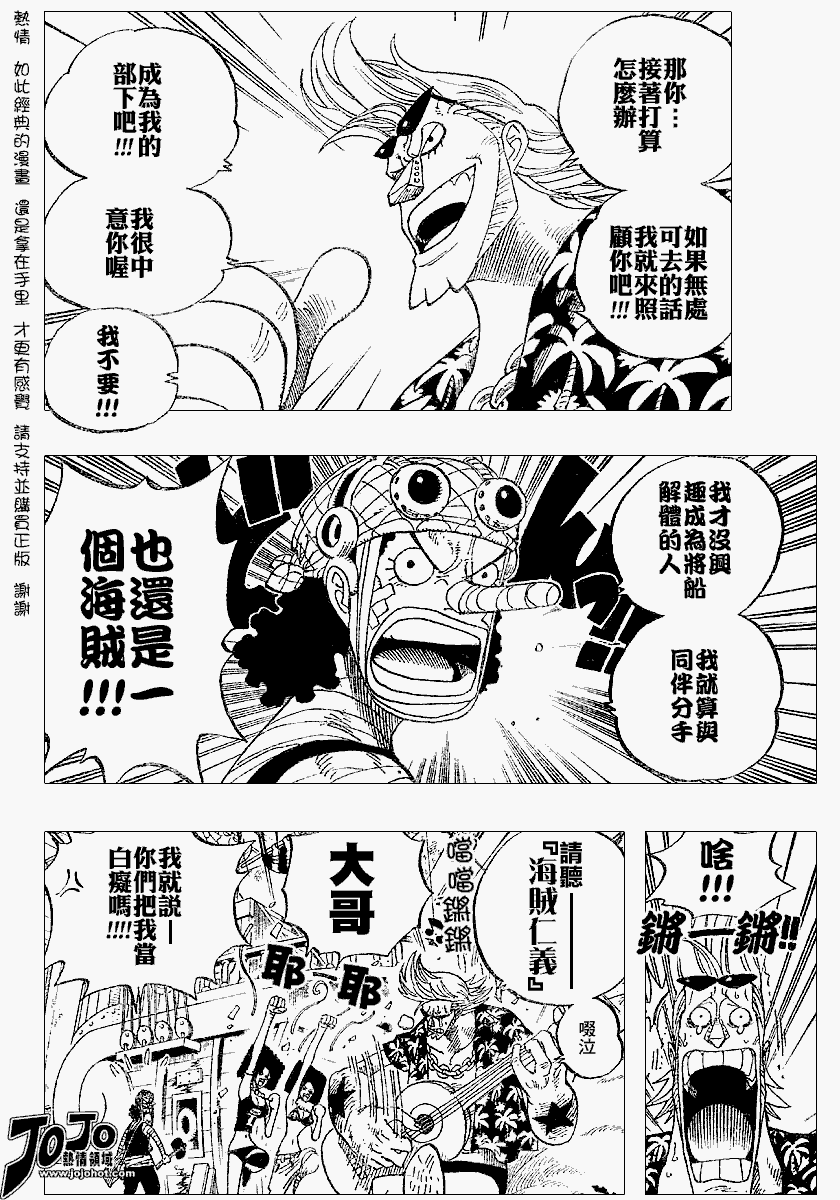 那你…
接著打算
怎麼辦
如果無處
可去的話
我就來照
顧你吧!!!
成為我的
部下吧!!!
我很中
意你喔
我不要!!!
我才沒興
趣成為將船
解體的人
我就算與
同伴分手
也還是一
個海賊!!!
啥!!!
鏘—鏘!!
請聽——
『海賊仁義』
啜泣
噹噹鏘鏘
大哥
耶—耶
我就說—
你們把我當
白癡嗎!!!!
熱情 如此經典的漫畫 還是拿在手里 才更有感覺 請支持並購買正版 謝謝
JOJO
熱情領域
www.jojohot.com